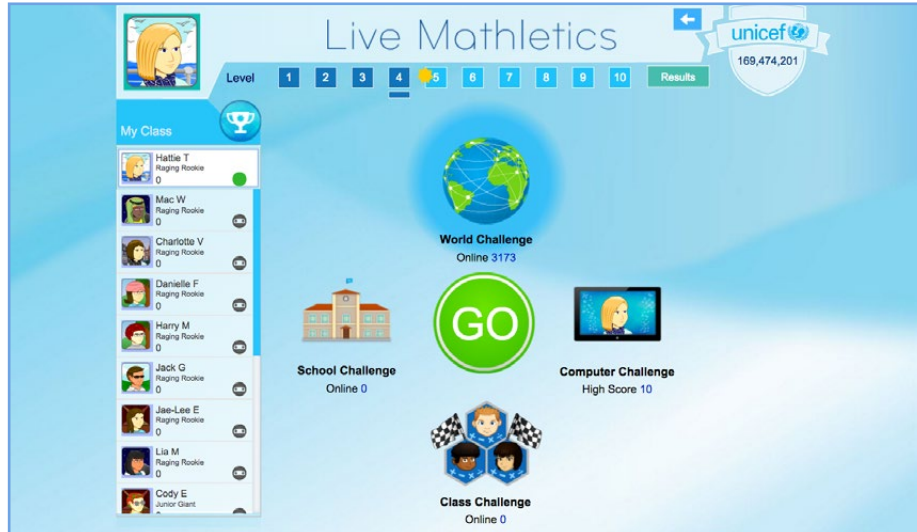 Live Mathletics
unicef
169,474,201
Level 1 2 3 4 5 6 7 8 9 10 Results
My Class
Hattie T
Raging Rookie
0
Mac W
Raging Rookie
0
Charlotte V
Raging Rookie
0
Danielle F
Raging Rookie
0
Harry M
Raging Rookie
0
Jack G
Raging Rookie
0
Jae-Lee E
Raging Rookie
0
Lia M
Raging Rookie
0
Cody E
Junior Giant
World Challenge
Online 3173
GO
School Challenge
Online 0
Computer Challenge
High Score 10
Class Challenge
Online 0